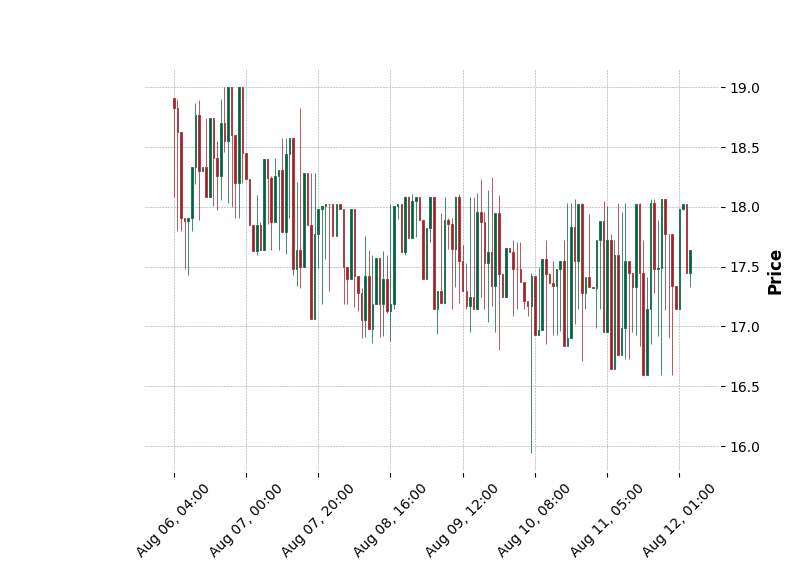 19.0
18.5
18.0
17.5
17.0
16.5
16.0
Price
Aug 06, 04:00
Aug 07, 00:00
Aug 07, 20:00
Aug 08, 16:00
Aug 09, 12:00
Aug 10, 08:00
Aug 11, 05:00
Aug 12, 01:00